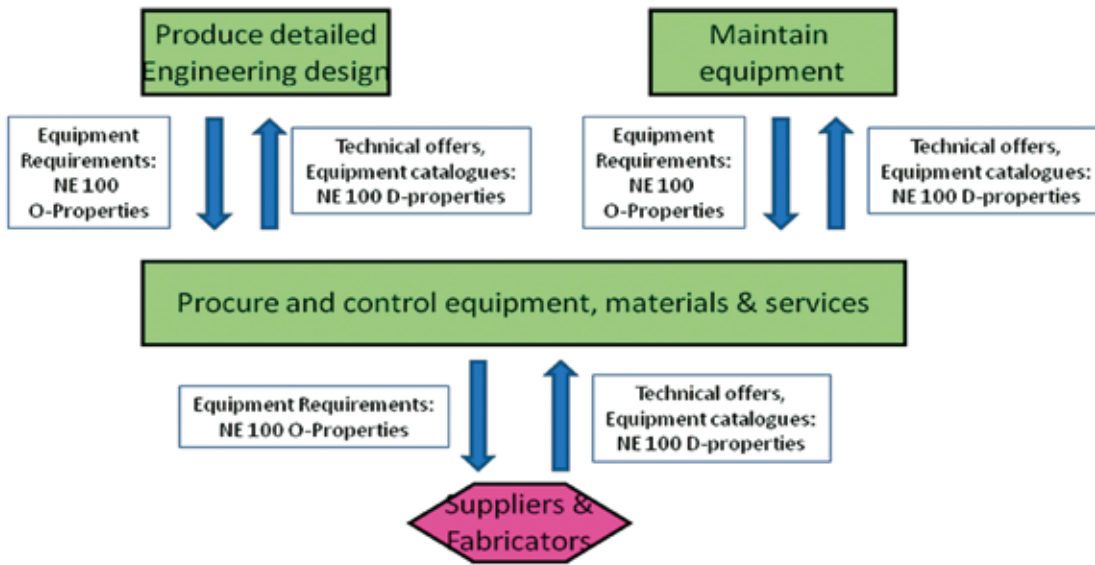 Produce detailed
Engineering design
Maintain
equipment
Equipment
Requirements:
NE 100
O-Properties
Technical offers,
Equipment catalogues:
NE 100 D-properties
Equipment
Requirements:
NE 100
O-Properties
Technical offers,
Equipment catalogues:
NE 100 D-properties
Procure and control equipment, materials & services
Equipment Requirements:
NE 100 O-Properties
Technical offers,
Equipment catalogues:
NE 100 D-properties
Suppliers &
Fabricators